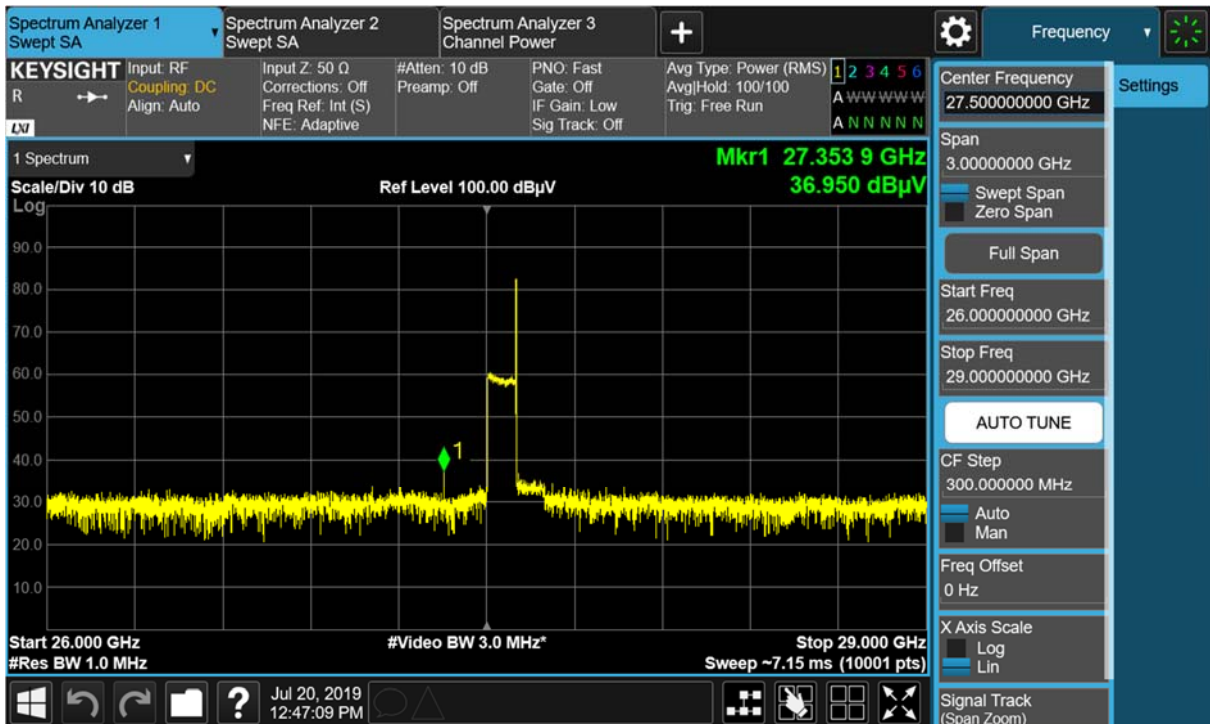 Spectrum Analyzer 1
Swept SA
Spectrum Analyzer 2
Swept SA
Spectrum Analyzer 3
Channel Power
Frequency
KEYSIGHT
R
LXI
Input: RF
Coupling: DC
Align: Auto
Input Z: 50 Ω
Corrections: Off
Freq Ref: Int (S)
NFE: Adaptive
#Atten: 10 dB
Preamp: Off
PNO: Fast
Gate: Off
IF Gain: Low
Sig Track: Off
Avg Type: Power (RMS)
Avg|Hold: 100/100
Trig: Free Run
1 2 3 4 5 6
A W W W W W
A N N N N N
1 Spectrum
Mkr1 27.353 9 GHz
Scale/Div 10 dB
Ref Level 100.00 dBµV
36.950 dBµV
Log
90.0
80.0
70.0
60.0
50.0
40.0
30.0
20.0
10.0
1
Start 26.000 GHz
#Video BW 3.0 MHz*
Stop 29.000 GHz
#Res BW 1.0 MHz
Sweep ~7.15 ms (10001 pts)
?
Jul 20, 2019
12:47:09 PM
Center Frequency
27.500000000 GHz
Settings
Span
3.00000000 GHz
Swept Span
Zero Span
Full Span
Start Freq
26.000000000 GHz
Stop Freq
29.000000000 GHz
AUTO TUNE
CF Step
300.000000 MHz
Auto
Man
Freq Offset
0 Hz
X Axis Scale
Log
Lin
Signal Track
(Span Zoom)